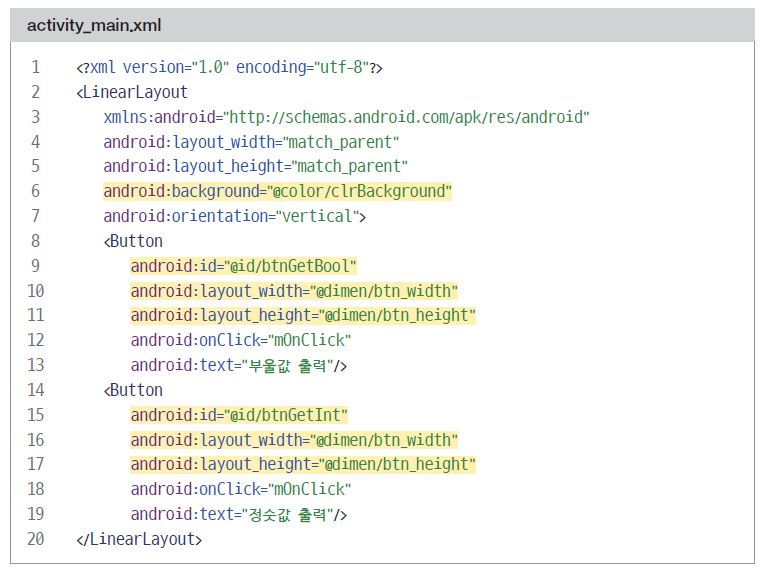 activity_main.xml
1 <?xml version="1.0" encoding="utf-8"?>
2 <LinearLayout
3 xmlns:android="http://schemas.android.com/apk/res/android"
4 android:layout_width="match_parent"
5 android:layout_height="match_parent"
6 android:background="@color/clrBackground"
7 android:orientation="vertical">
8 <Button
9 android:id="@id/btnGetBool"
10 android:layout_width="@dimen/btn_width"
11 android:layout_height="@dimen/btn_height"
12 android:onClick="mOnClick"
13 android:text="부울값 출력"/>
14 <Button
15 android:id="@id/btnGetInt"
16 android:layout_width="@dimen/btn_width"
17 android:layout_height="@dimen/btn_height"
18 android:onClick="mOnClick"
19 android:text="정숫값 출력"/>
20 </LinearLayout>